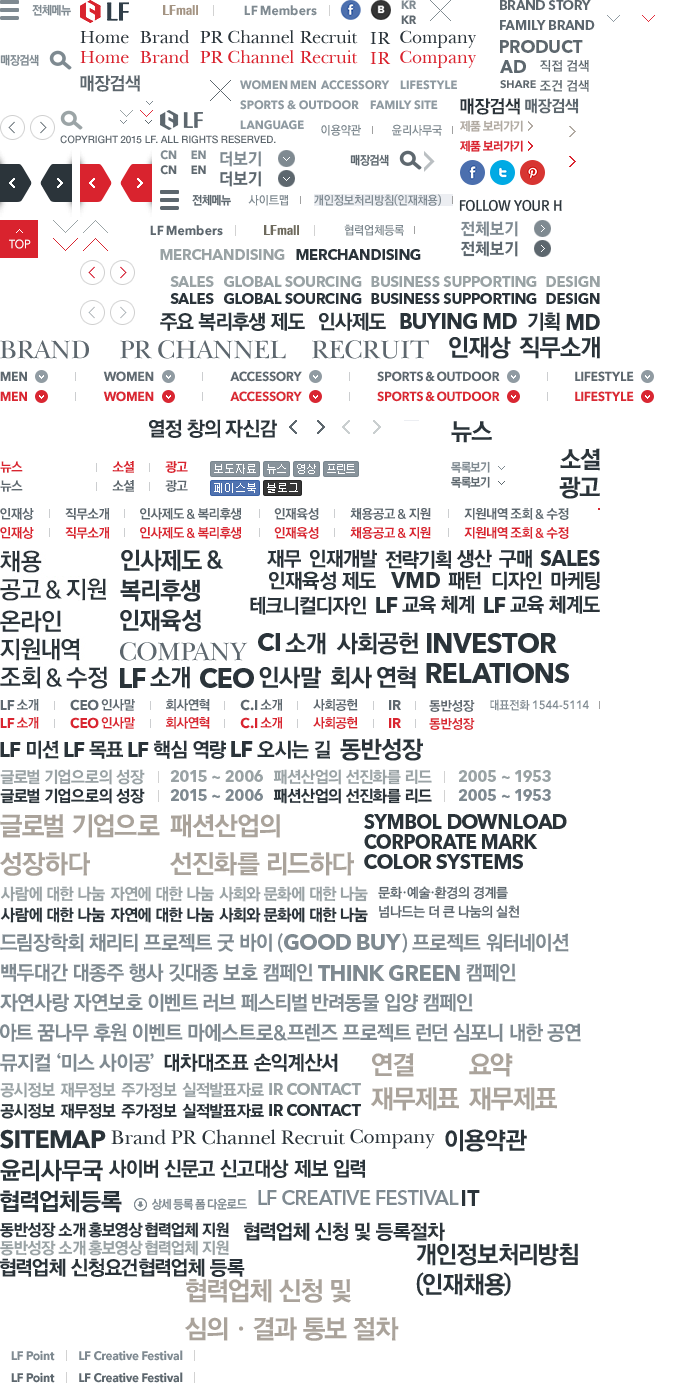 전체메뉴 LF LFmall LF Members f B KR BRAND STORY
KR FAMILY BRAND
Home Brand PR Channel Recruit IR Company PRODUCT
매장검색 Home Brand PR Channel Recruit IR Company AD 직접 검색
매장검색 WOMEN MEN ACCESSORY LIFESTYLE SHARE 조건 검색
SPORTS & OUTDOOR FAMILY SITE 매장검색 매장검색
LF LANGUAGE 이용약관 윤리사무국 제품 보러가기
COPYRIGHT 2015 LF. ALL RIGHTS RESERVED. 제품 보러가기
CN EN 더보기 매장검색
CN EN 더보기
전체메뉴 사이트맵 개인정보처리방침(인재채용) FOLLOW YOUR H
TOP LF Members LFmall 협력업체등록 전체보기
전체보기
MERCHANDISING MERCHANDISING
SALES GLOBAL SOURCING BUSINESS SUPPORTING DESIGN
SALES GLOBAL SOURCING BUSINESS SUPPORTING DESIGN
주요 복리후생 제도 인사제도 BUYING MD 기획 MD
BRAND PR CHANNEL RECRUIT 인재상 직무소개
MEN WOMEN ACCESSORY SPORTS & OUTDOOR LIFESTYLE
MEN WOMEN ACCESSORY SPORTS & OUTDOOR LIFESTYLE
열정 창의 자신감 뉴스
뉴스 소셜 광고 보도자료 뉴스 영상 프린트 목록보기 소셜
뉴스 소셜 광고 페이스북 블로그 목록보기 광고
인재상 직무소개 인사제도 & 복리후생 인재육성 채용공고 & 지원 지원내역 조회 & 수정
인재상 직무소개 인사제도 & 복리후생 인재육성 채용공고 & 지원 지원내역 조회 & 수정
채용 인사제도 & 재무 인재개발 전략기획 생산 구매 SALES
공고 & 지원 복리후생 인재육성 제도 VMD 패턴 디자인 마케팅
온라인 인재육성 테크니컬디자인 LF 교육 체계 LF 교육 체계도
지원내역 COMPANY CI 소개 사회공헌 INVESTOR
조회 & 수정 LF 소개 CEO 인사말 회사 연혁 RELATIONS
LF 소개 CEO 인사말 회사연혁 C.I 소개 사회공헌 IR 동반성장 대표전화 1544-5114
LF 소개 CEO 인사말 회사연혁 C.I 소개 사회공헌 IR 동반성장
LF 미션 LF 목표 LF 핵심 역량 LF 오시는 길 동반성장
글로벌 기업으로의 성장 2015 ~ 2006 패션산업의 선진화를 리드 2005 ~ 1953
글로벌 기업으로의 성장 2015 ~ 2006 패션산업의 선진화를 리드 2005 ~ 1953
글로벌 기업으로 패션산업의 SYMBOL DOWNLOAD
CORPORATE MARK
성장하다 선진화를 리드하다 COLOR SYSTEMS
사람에 대한 나눔 자연에 대한 나눔 사회와 문화에 대한 나눔 문화·예술·환경의 경계를
사람에 대한 나눔 자연에 대한 나눔 사회와 문화에 대한 나눔 넘나드는 더 큰 나눔의 실천
드림장학회 채리티 프로젝트 굿 바이 (GOOD BUY) 프로젝트 워터네이션
백두대간 대종주 행사 깃대종 보호 캠페인 THINK GREEN 캠페인
자연사랑 자연보호 이벤트 러브 페스티벌 반려동물 입양 캠페인
아트 꿈나무 후원 이벤트 마에스트로&프렌즈 프로젝트 런던 심포니 내한 공연
뮤지컬 ‘미스 사이공’ 대차대조표 손익계산서 연결 요약
공시정보 재무정보 주가정보 실적발표자료 IR CONTACT 재무제표 재무제표
공시정보 재무정보 주가정보 실적발표자료 IR CONTACT
SITEMAP Brand PR Channel Recruit Company 이용약관
윤리사무국 사이버 신문고 신고대상 제보 입력
협력업체등록 상세 등록 폼 다운로드 LF CREATIVE FESTIVAL IT
동반성장 소개 홍보영상 협력업체 지원 협력업체 신청 및 등록절차
동반성장 소개 홍보영상 협력업체 지원 개인정보처리방침
협력업체 신청요건 협력업체 등록 (인재채용)
협력업체 신청 및
심의 · 결과 통보 절차
LF Point LF Creative Festival
LF Point LF Creative Festival